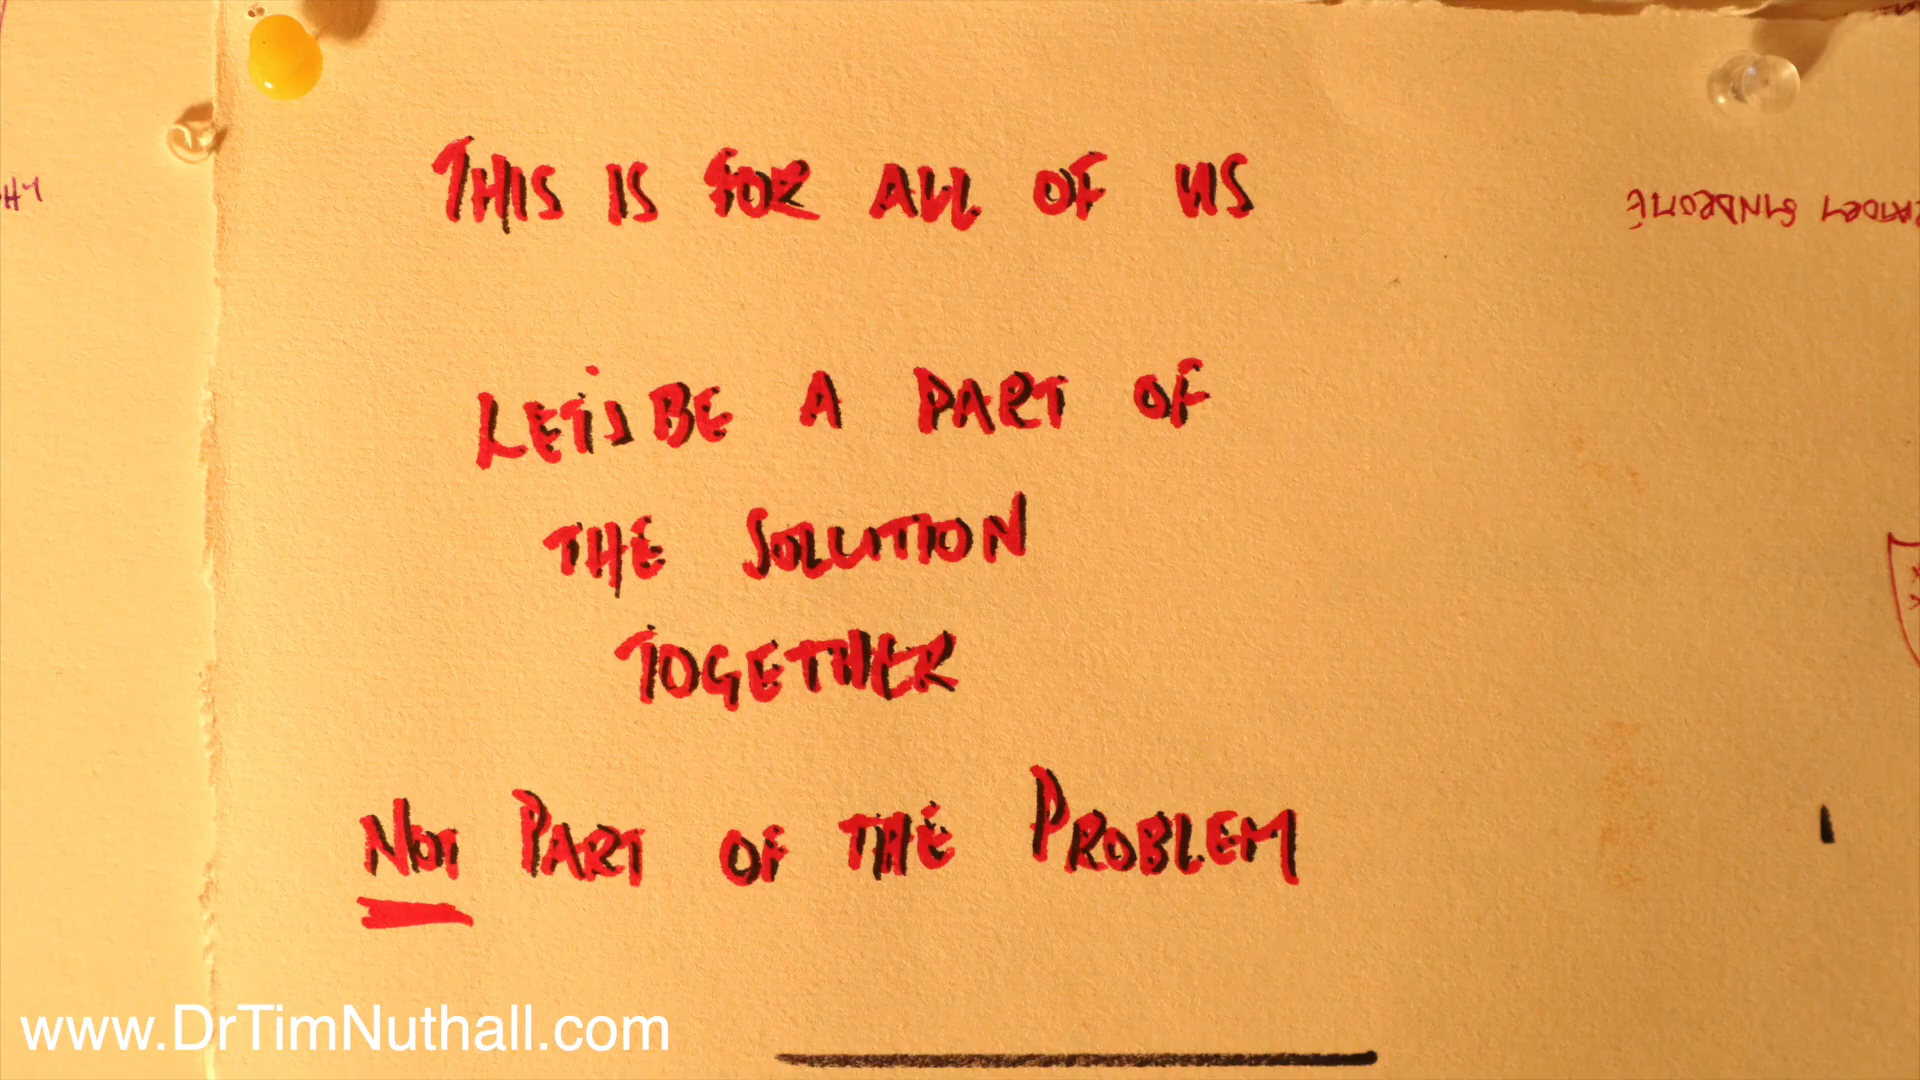 THIS IS FOR ALL OF US
LET'S BE A PART OF
THE SOLUTION
TOGETHER
NOT PART OF THE PROBLEM
www.DrTimNuthall.com